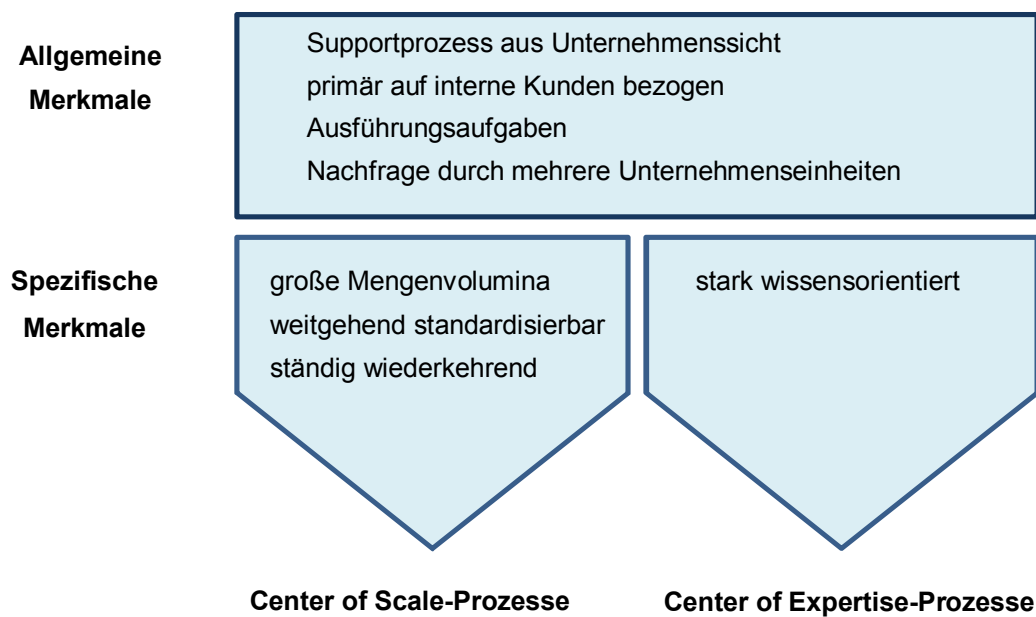 Allgemeine
Merkmale
Supportprozess aus Unternehmenssicht
primär auf interne Kunden bezogen
Ausführungsaufgaben
Nachfrage durch mehrere Unternehmenseinheiten
Spezifische
Merkmale
große Mengenvolumina
weitgehend standardisierbar
ständig wiederkehrend
stark wissensorientiert
Center of Scale-Prozesse
Center of Expertise-Prozesse